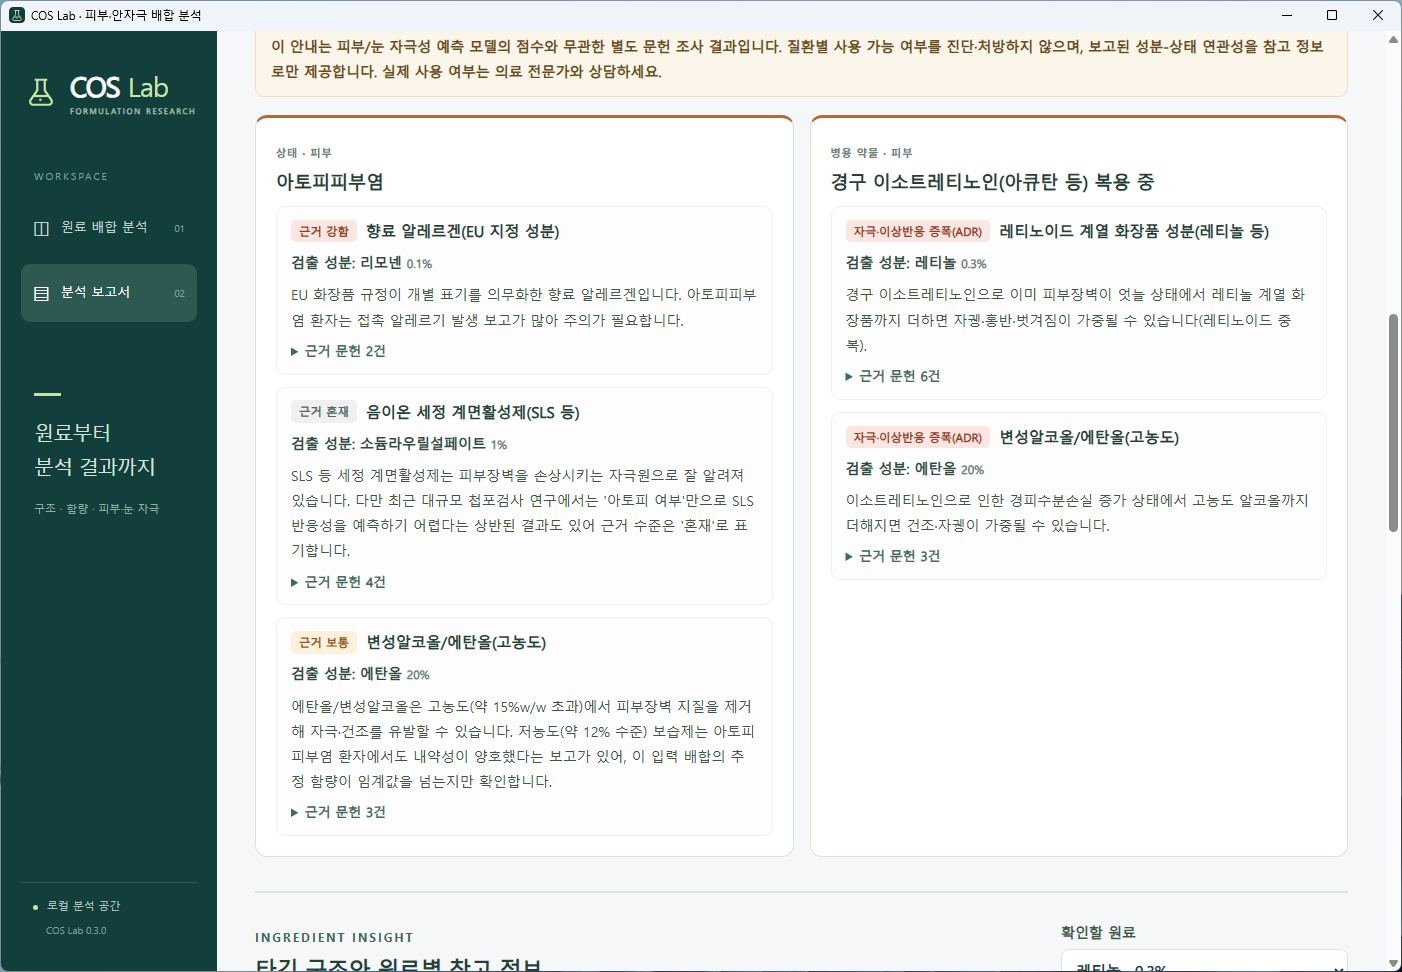 COS Lab · 피부·안자극 배합 분석
COS Lab
FORMULATION RESEARCH
WORKSPACE
원료 배합 분석 01
분석 보고서 02
원료부터
분석 결과까지
구조 · 함량 · 피부·눈 자극
로컬 분석 공간
COS Lab 0.3.0
이 안내는 피부/눈 자극성 예측 모델의 점수와 무관한 별도 문헌 조사 결과입니다. 질환별 사용 가능 여부를 진단·처방하지 않으며, 보고된 성분-상태 연관성을 참고 정보
로만 제공합니다. 실제 사용 여부는 의료 전문가와 상담하세요.
상태 · 피부
아토피피부염
근거 강함 향료 알레르겐(EU 지정 성분)
검출 성분: 리모넨 0.1%
EU 화장품 규정이 개별 표기를 의무화한 향료 알레르겐입니다. 아토피피부
염 환자는 접촉 알레르기 발생 보고가 많아 주의가 필요합니다.
▶ 근거 문헌 2건
근거 혼재 음이온 세정 계면활성제(SLS 등)
검출 성분: 소듐라우릴설페이트 1%
SLS 등 세정 계면활성제는 피부장벽을 손상시키는 자극원으로 잘 알려져
있습니다. 다만 최근 대규모 첩포검사 연구에서는 '아토피 여부'만으로 SLS
반응성을 예측하기 어렵다는 상반된 결과도 있어 근거 수준은 '혼재'로 표
기합니다.
▶ 근거 문헌 4건
근거 보통 변성알코올/에탄올(고농도)
검출 성분: 에탄올 20%
에탄올/변성알코올은 고농도(약 15%w/w 초과)에서 피부장벽 지질을 제거
해 자극·건조를 유발할 수 있습니다. 저농도(약 12% 수준) 보습제는 아토피
피부염 환자에서도 내약성이 양호했다는 보고가 있어, 이 입력 배합의 추
정 함량이 임계값을 넘는지만 확인합니다.
▶ 근거 문헌 3건
병용 약물 · 피부
경구 이소트레티노인(아큐탄 등) 복용 중
자극·이상반응 증폭(ADR) 레티노이드 계열 화장품 성분(레티놀 등)
검출 성분: 레티놀 0.3%
경구 이소트레티노인으로 이미 피부장벽이 얇아진 상태에서 레티놀 계열 화
장품까지 더하면 자극·홍반·벗겨짐이 가중될 수 있습니다(레티노이드 중
복).
▶ 근거 문헌 6건
자극·이상반응 증폭(ADR) 변성알코올/에탄올(고농도)
검출 성분: 에탄올 20%
이소트레티노인으로 인한 경피수분손실 증가 상태에서 고농도 알코올까지
더해지면 건조·자극이 가중될 수 있습니다.
▶ 근거 문헌 3건
INGREDIENT INSIGHT
타깃 구조와 원료별 참고 정보
확인할 원료
레티놀 · 0.3%